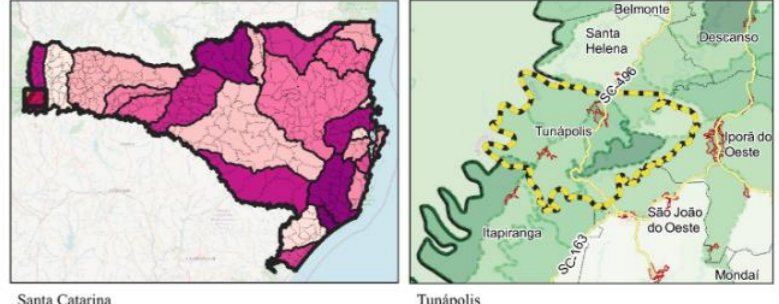 Belmonte
Santa
Helena
Descanso
SC-496
Tunápolis
Iporã do
Oeste
São João
do Oeste
Itapiranga
SC-163
Mondaí
Santa Catarina
Tunápolis